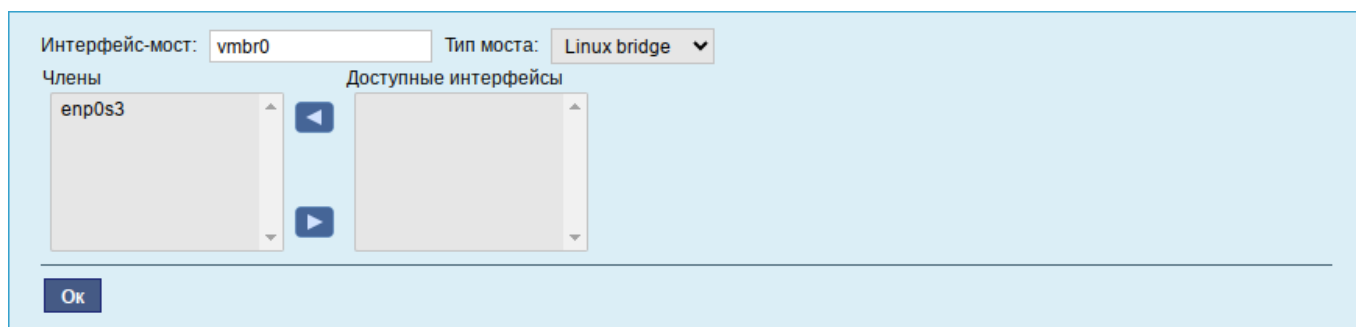 Интерфейс-мост: vmbr0 Тип моста: Linux bridge
Члены Доступные интерфейсы
enp0s3
Ок